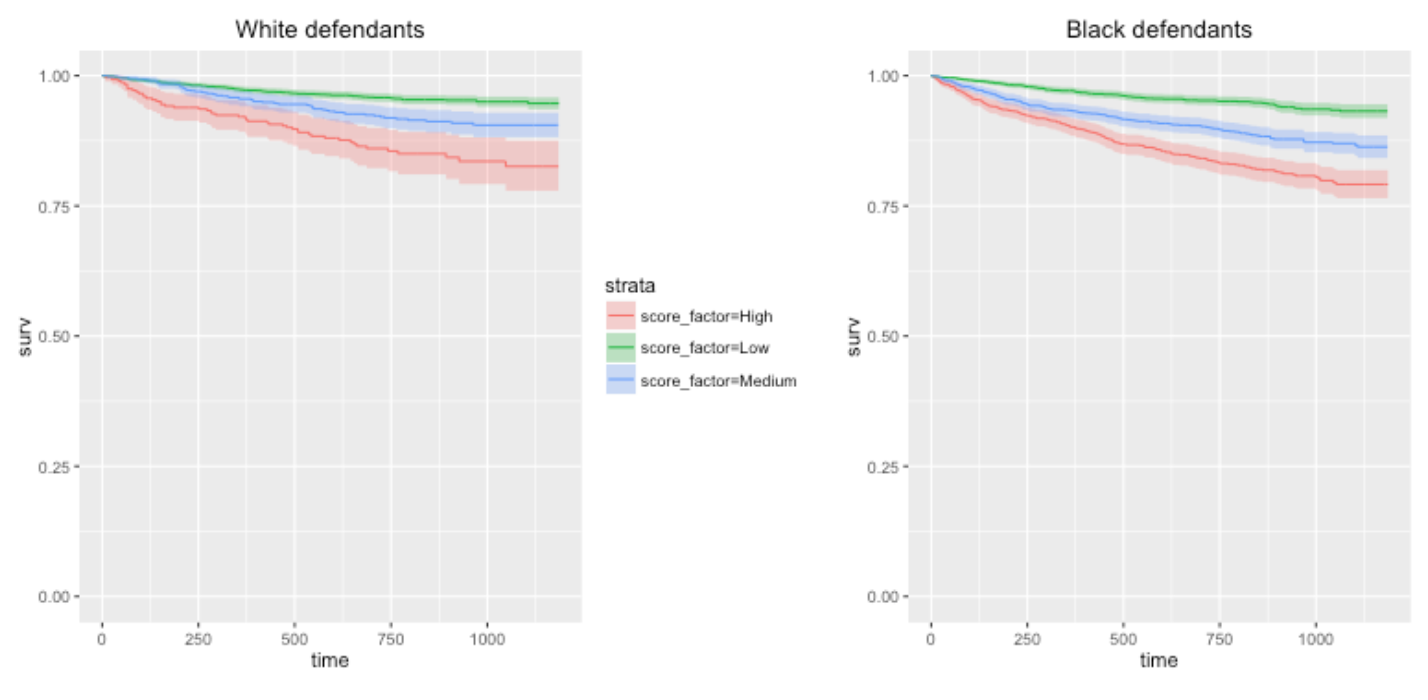 White defendants
1.00
0.75
0.50
0.25
0.00
surv
0 250 500 750 1000
time
strata
score_factor=High
score_factor=Low
score_factor=Medium
Black defendants
1.00
0.75
0.50
0.25
0.00
surv
0 250 500 750 1000
time